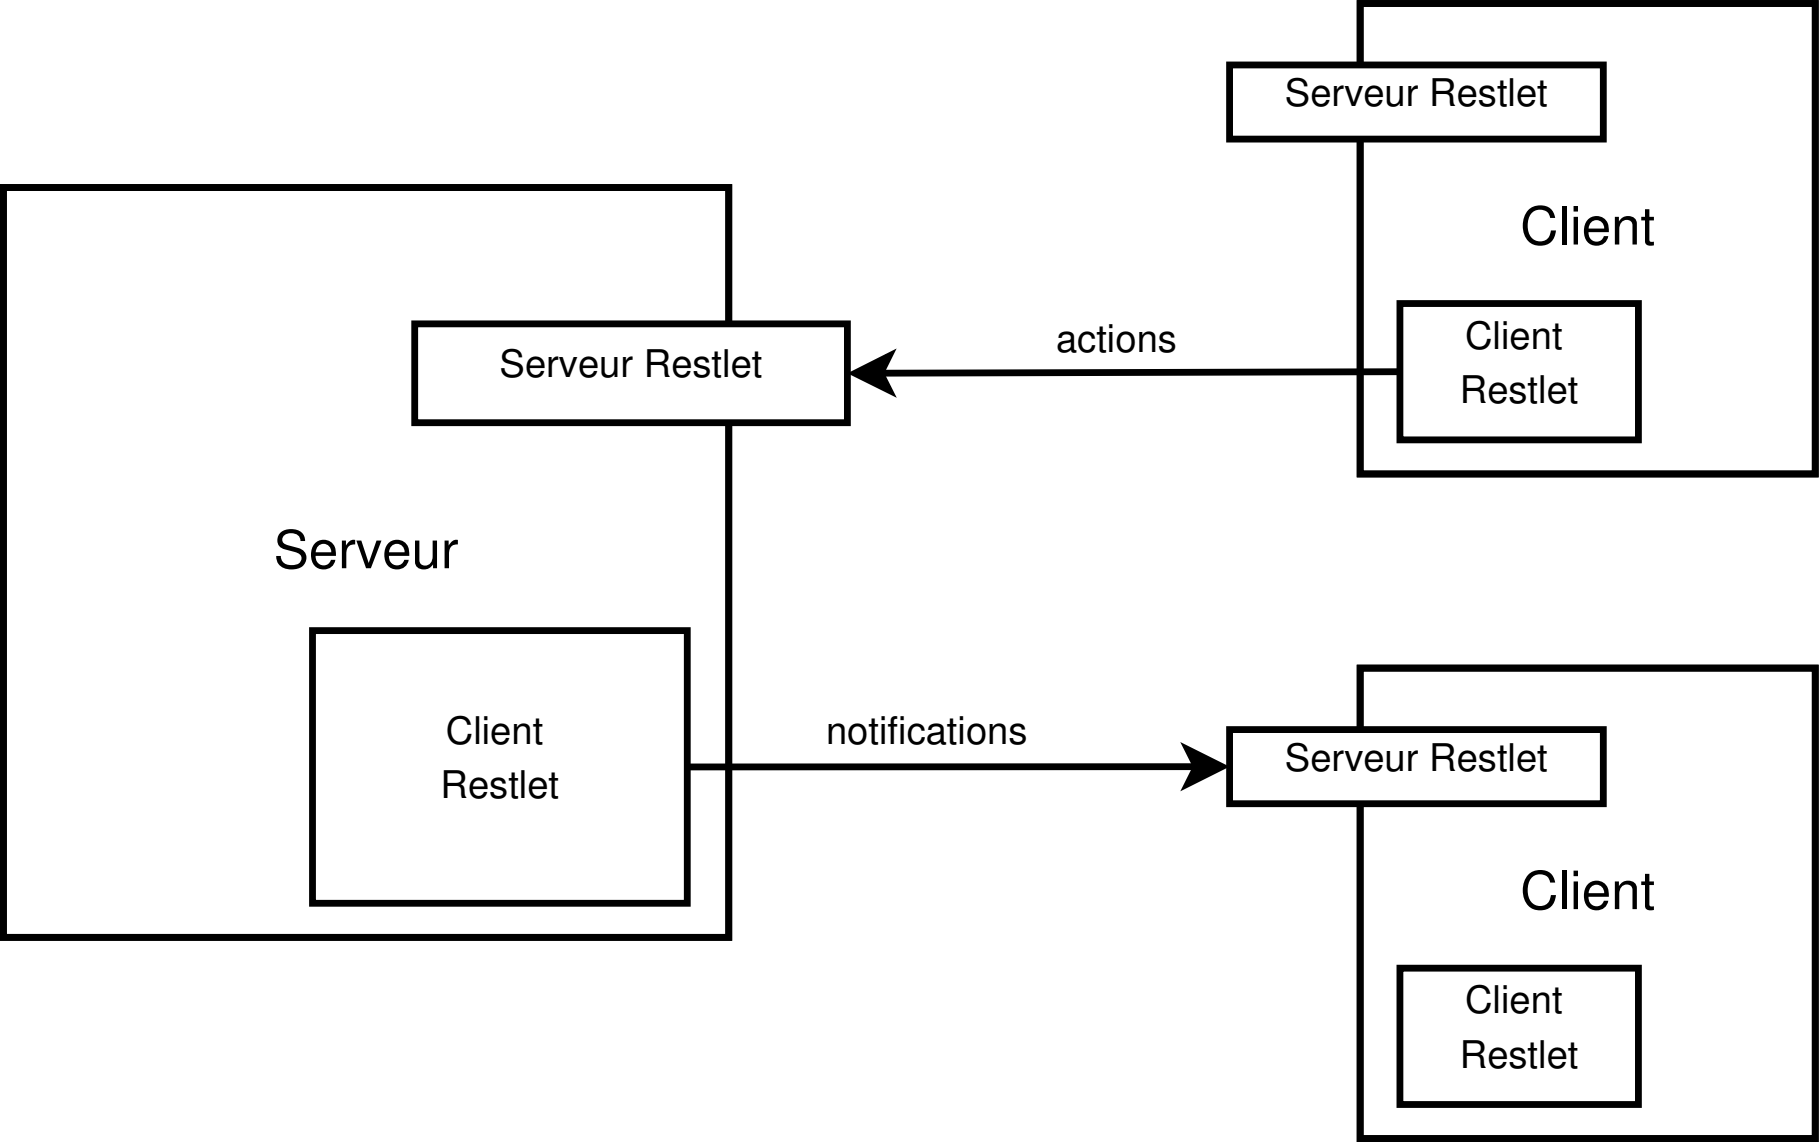 Serveur Restlet
Client
Client
Restlet
actions
Serveur Restlet
Serveur
Client
Restlet
notifications
Serveur Restlet
Client
Client
Restlet